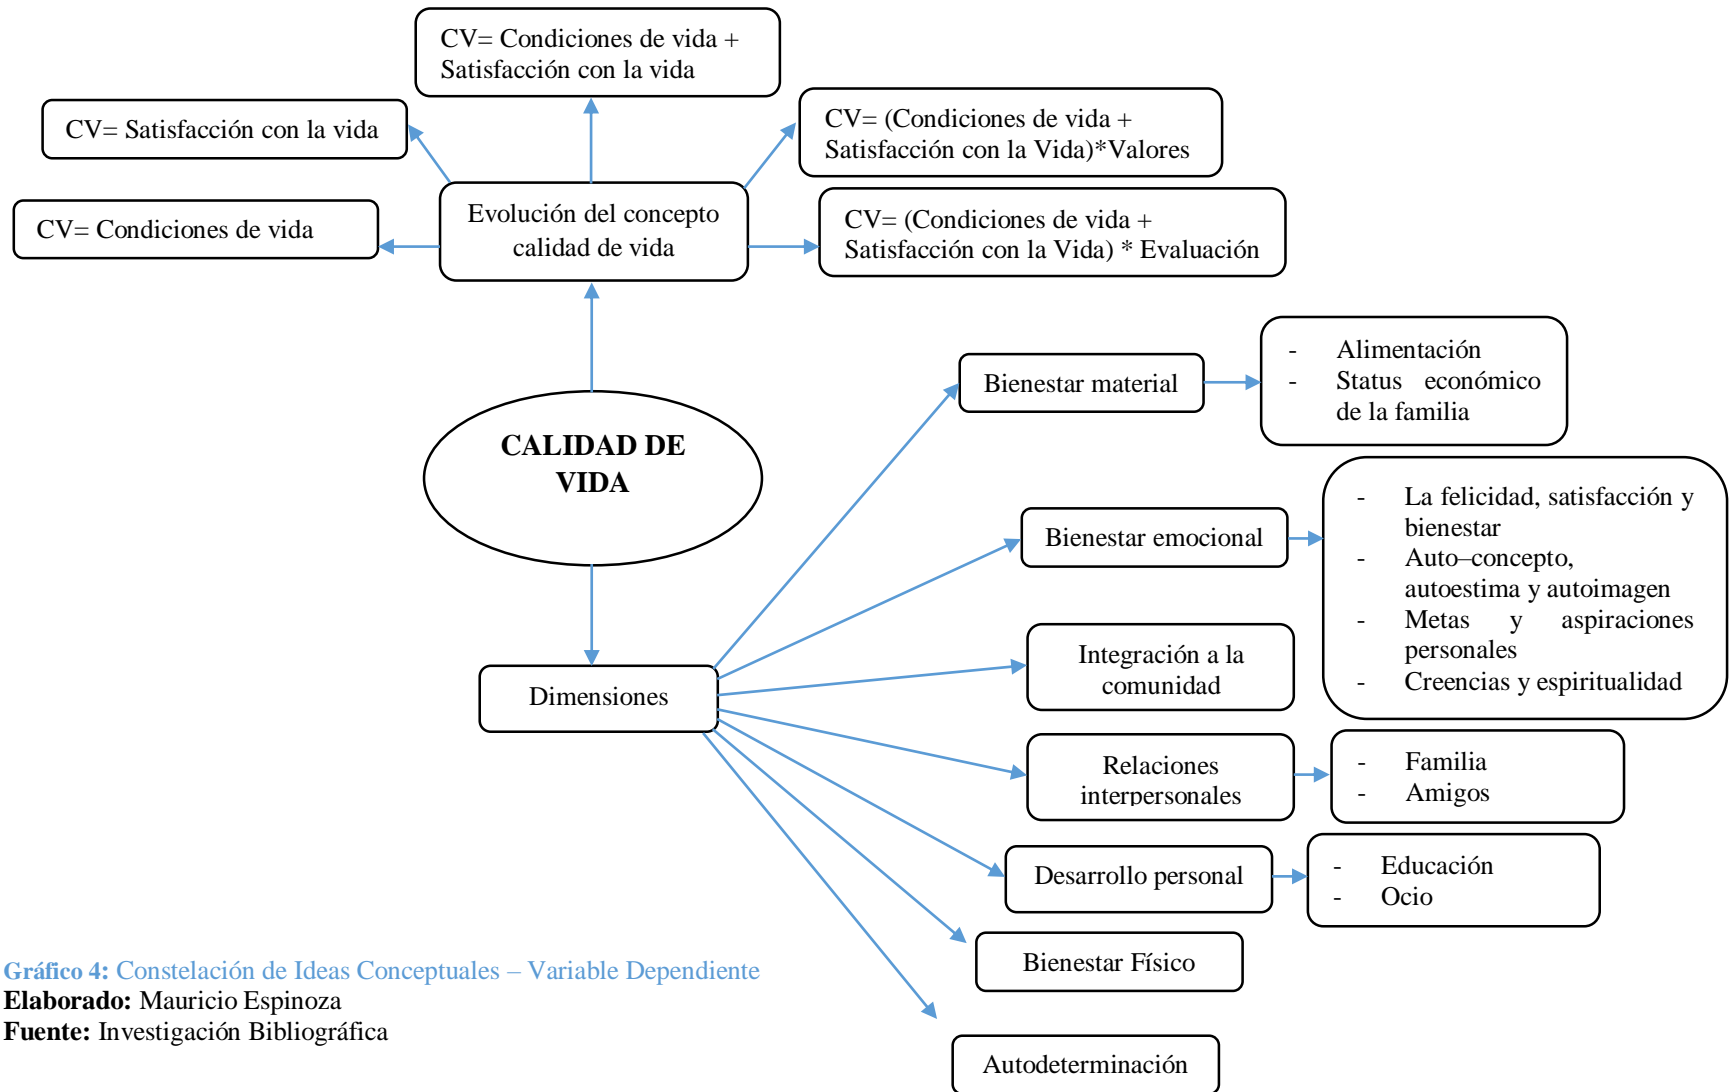 CV= Condiciones de vida +
Satisfacción con la vida
CV= Satisfacción con la vida
CV= (Condiciones de vida +
Satisfacción con la Vida)*Valores
CV= Condiciones de vida
Evolución del concepto
calidad de vida
CV= (Condiciones de vida +
Satisfacción con la Vida) * Evaluación
CALIDAD DE
VIDA
Bienestar material
- Alimentación
- Status económico
de la familia
Bienestar emocional
- La felicidad, satisfacción y
bienestar
- Auto–concepto,
autoestima y autoimagen
- Metas y aspiraciones
personales
- Creencias y espiritualidad
Integración a la
comunidad
Dimensiones
Relaciones
interpersonales
- Familia
- Amigos
Desarrollo personal
- Educación
- Ocio
Bienestar Físico
Autodeterminación
Gráfico 4: Constelación de Ideas Conceptuales – Variable Dependiente
Elaborado: Mauricio Espinoza
Fuente: Investigación Bibliográfica